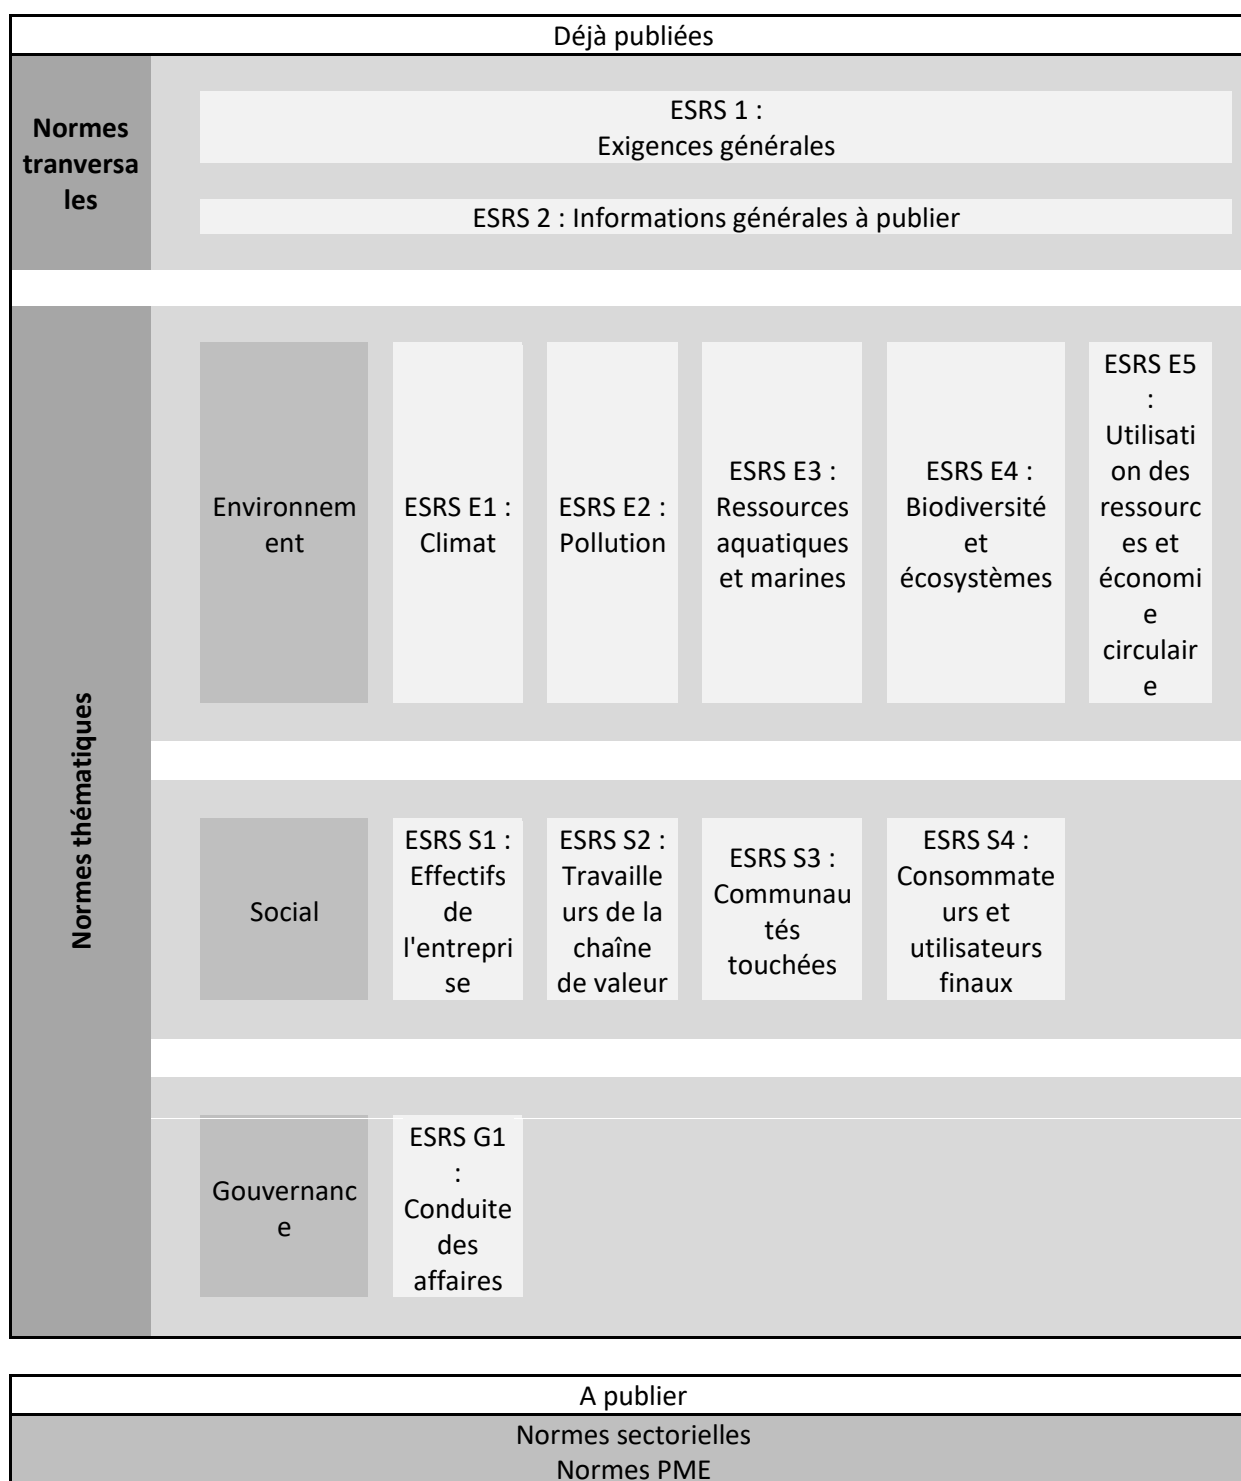 Déjà publiées
Normes
tranversa
les
ESRS 1 :
Exigences générales
ESRS 2 : Informations générales à publier
Normes thématiques
Environnem
ent
ESRS E1 :
Climat
ESRS E2 :
Pollution
ESRS E3 :
Ressources
aquatiques
et marines
ESRS E4 :
Biodiversité
et
écosystèmes
ESRS E5
:
Utilisati
on des
ressourc
es et
économi
e
circulair
e
Social
ESRS S1 :
Effectifs
de
l'entrepri
se
ESRS S2 :
Travaille
urs de la
chaîne
de valeur
ESRS S3 :
Communau
tés
touchées
ESRS S4 :
Consommate
urs et
utilisateurs
finaux
Gouvernanc
e
ESRS G1
:
Conduite
des
affaires
A publier
Normes sectorielles
Normes PME